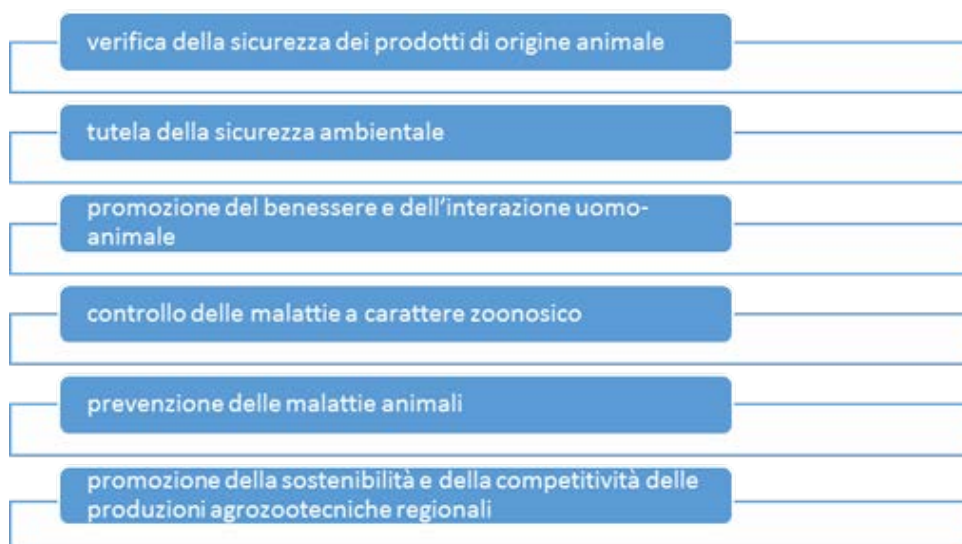 verifica della sicurezza dei prodotti di origine animale
tutela della sicurezza ambientale
promozione del benessere e dell’interazione uomo-
animale
controllo delle malattie a carattere zoonosico
prevenzione delle malattie animali
promozione della sostenibilità e della competitività delle
produzioni agrozootecniche regionali